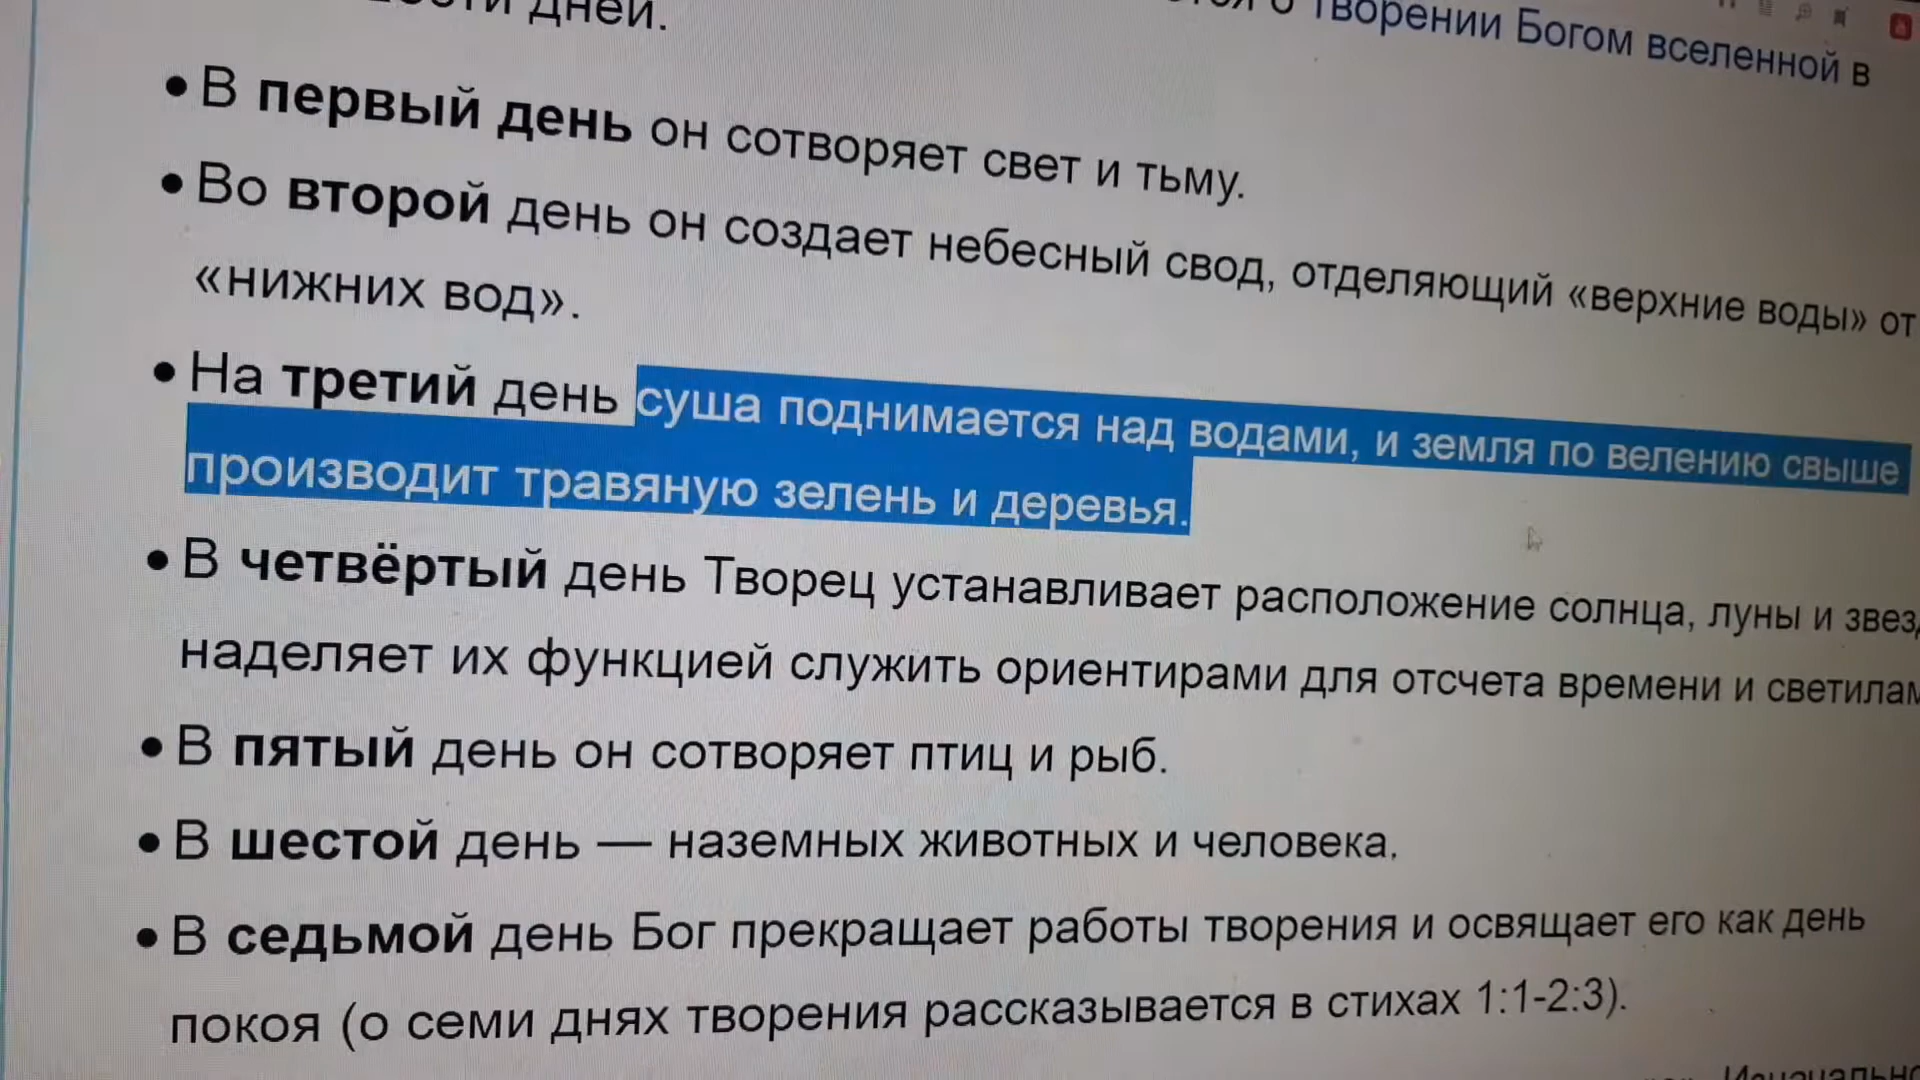 дней.
творении Богом вселенной в
• В первый день он сотворяет свет и тьму.
• Во второй день он создает небесный свод, отделяющий «верхние воды» от
«нижних вод».
• На третий день суша поднимается над водами, и земля по велению свыше
производит травяную зелень и деревья.
• В четвёртый день Творец устанавливает расположение солнца, луны и
наделяет их функцией служить ориентирами для отсчета времени и
• В пятый день он сотворяет птиц и рыб.
• В шестой день — наземных животных и человека.
• В седьмой день Бог прекращает работы творения и освящает его как день
покоя (о семи днях творения рассказывается в стихах 1:1-2:3).